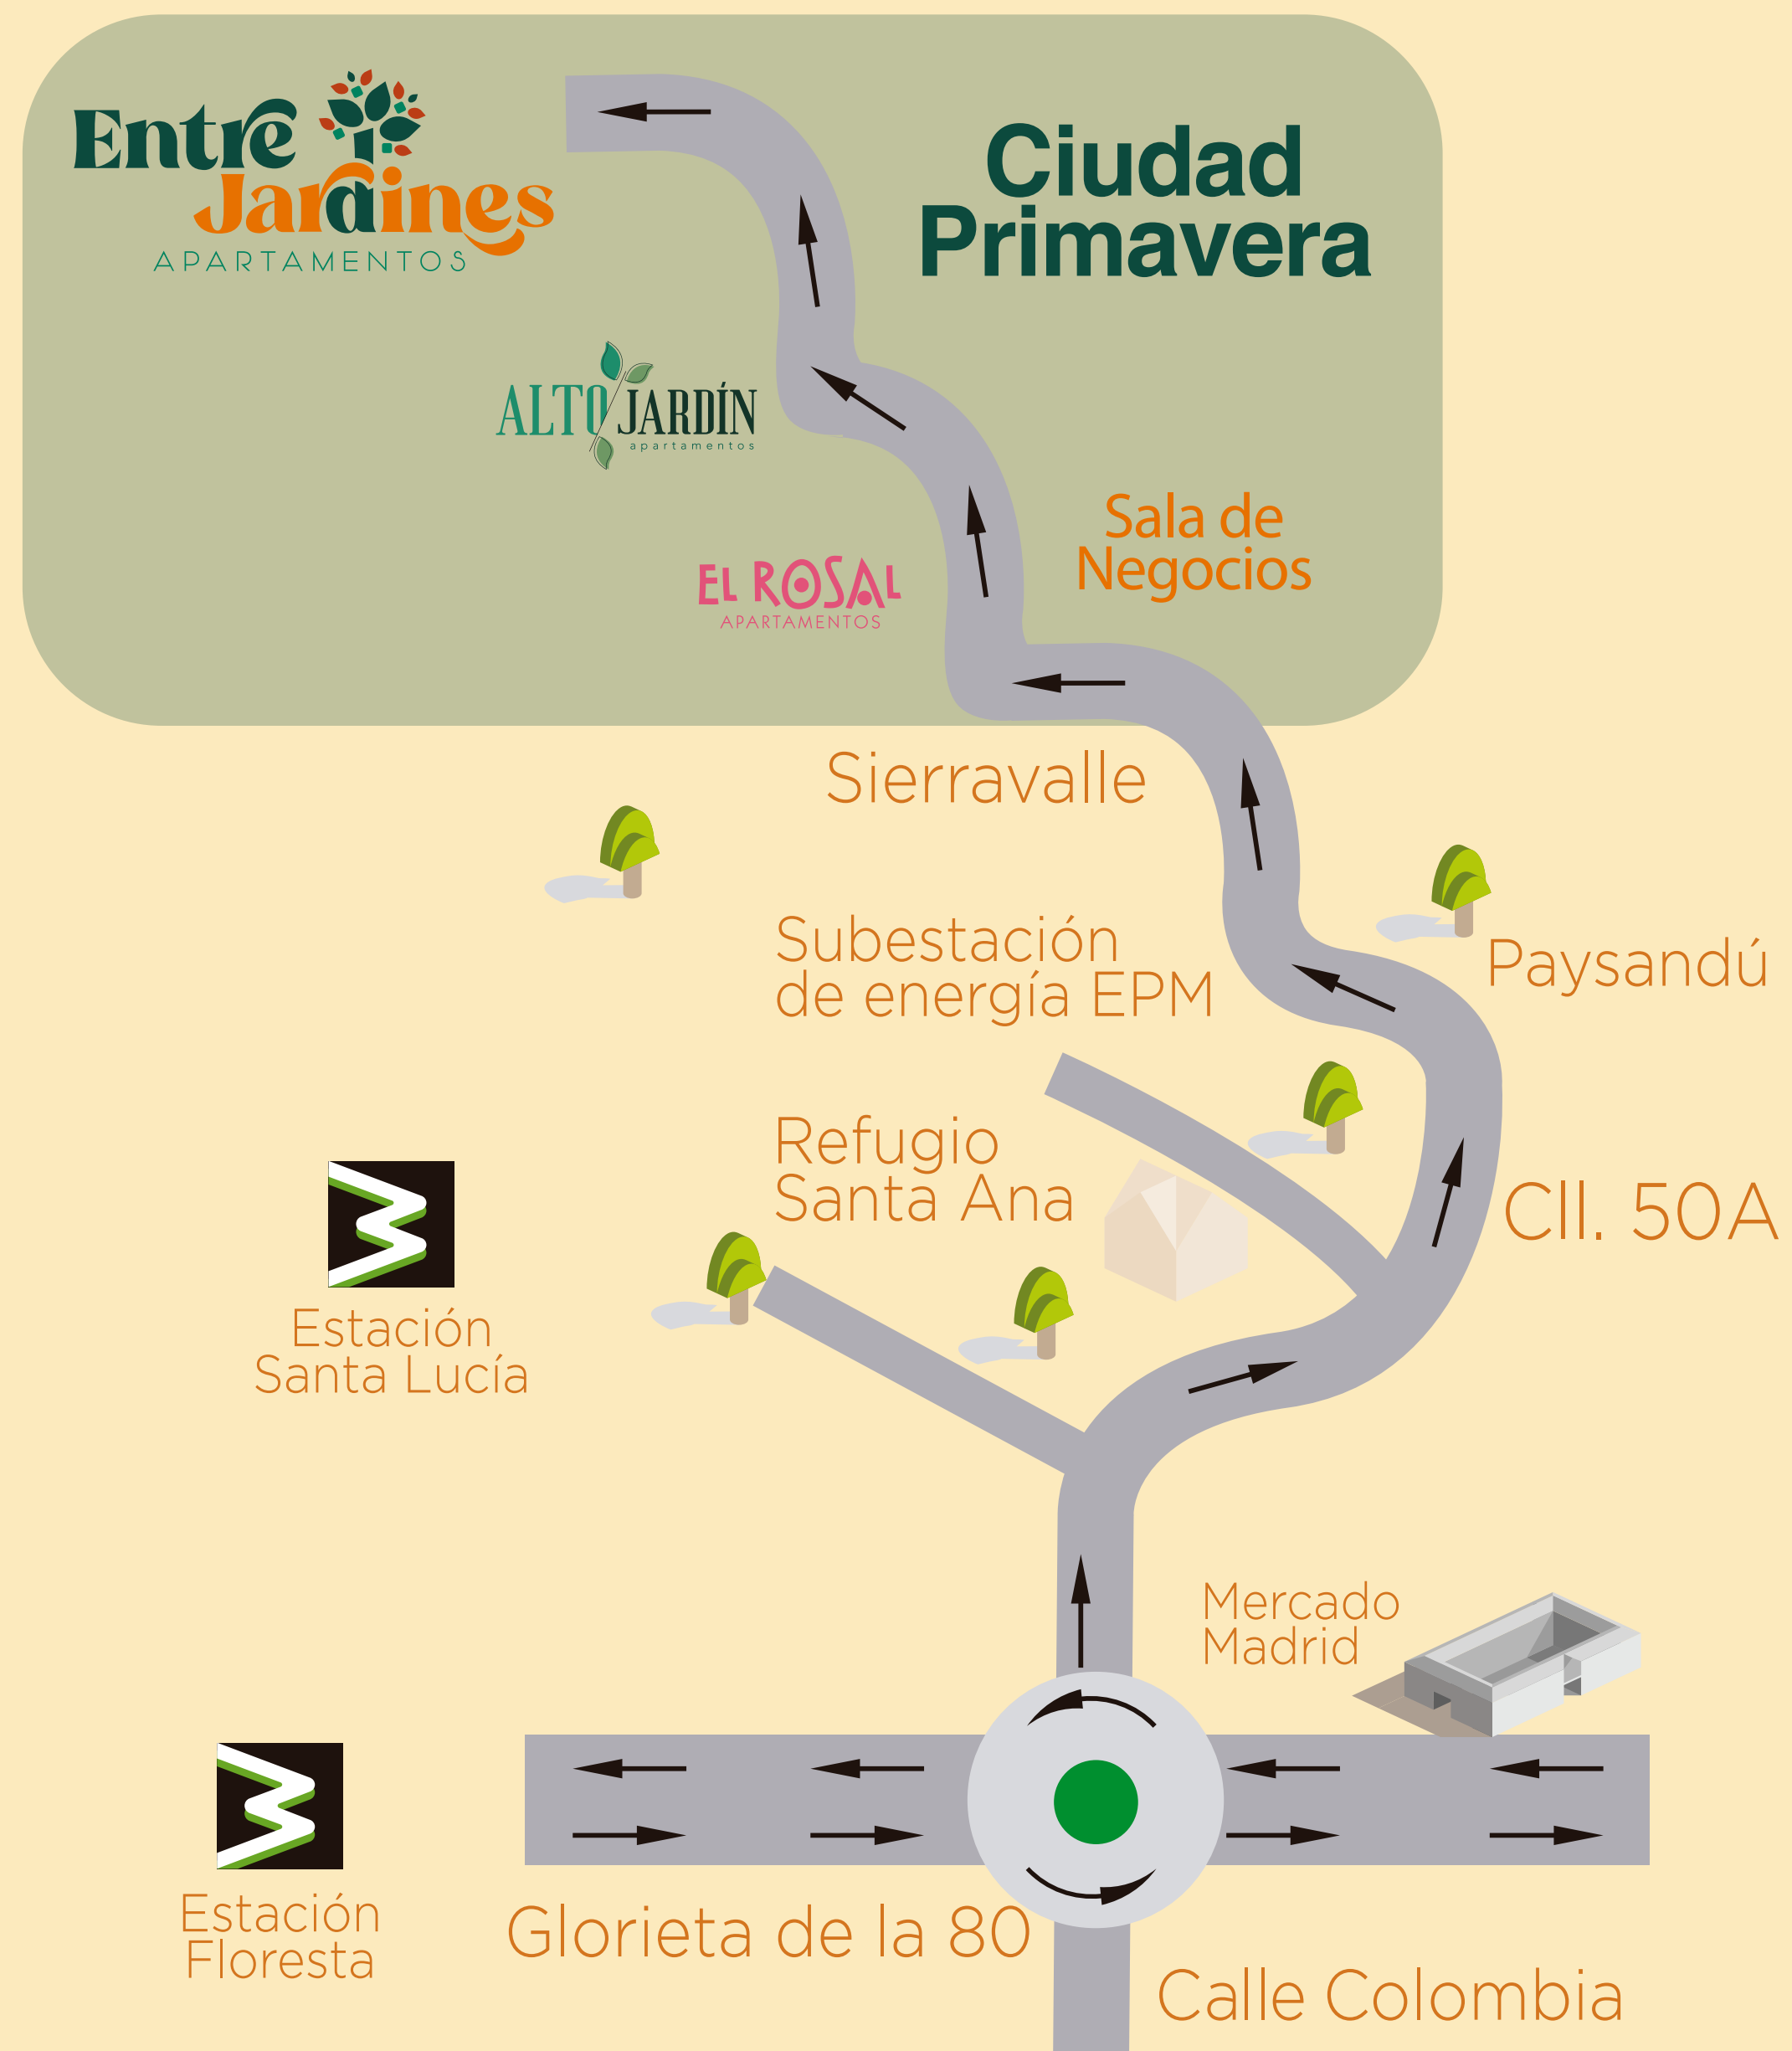 Entre
Jardines
APARTAMENTOS
Ciudad
Primavera
ALTO JARDÍN
apartamentos
Sala de
Negocios
EL ROSAL
APARTAMENTOS
Sierravalle
Subestación
de energía EPM
Paysandú
Refugio
Santa Ana
Cll. 50A
Estación
Santa Lucía
Mercado
Madrid
Estación
Floresta
Glorieta de la 80
Calle Colombia